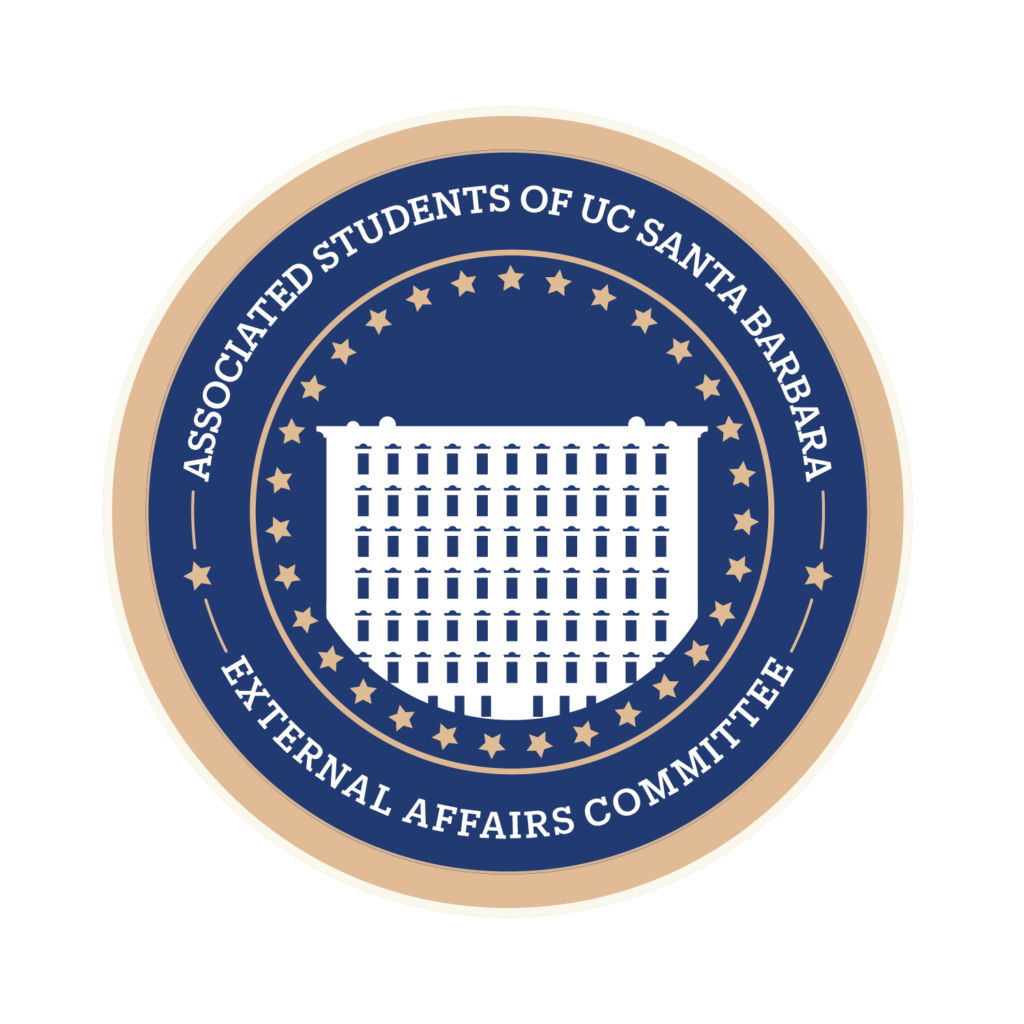 ASSOCIATED STUDENTS OF UC SANTA BARBARA
EXTERNAL AFFAIRS COMMITTEE